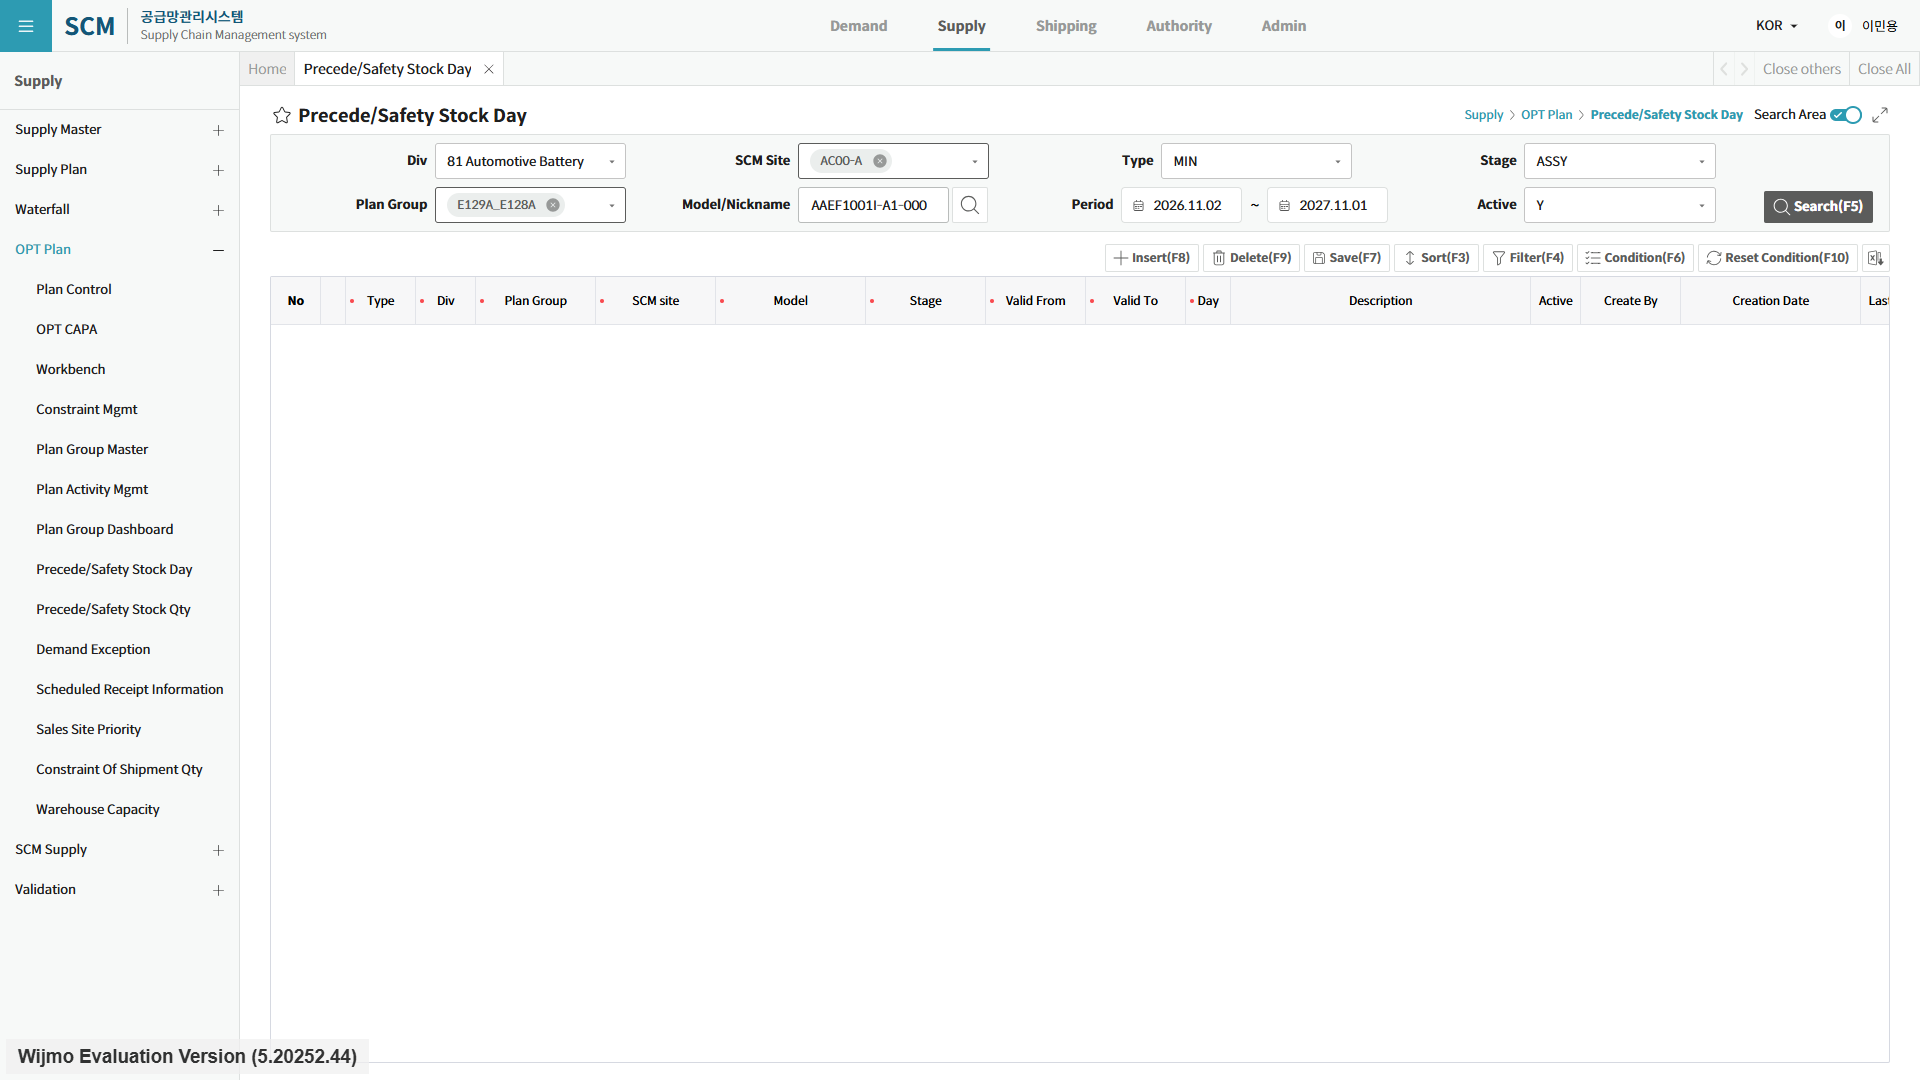 SCM
공급망관리시스템
Supply Chain Management system
Demand
Supply
Shipping
Authority
Admin
KOR
이
이민용
Supply
Home
Precede/Safety Stock Day
Close others
Close All
Supply Master
Supply Plan
Waterfall
OPT Plan
Plan Control
OPT CAPA
Workbench
Constraint Mgmt
Plan Group Master
Plan Activity Mgmt
Plan Group Dashboard
Precede/Safety Stock Day
Precede/Safety Stock Qty
Demand Exception
Scheduled Receipt Information
Sales Site Priority
Constraint Of Shipment Qty
Warehouse Capacity
SCM Supply
Validation
Precede/Safety Stock Day
Supply > OPT Plan > Precede/Safety Stock Day
Search Area
Div 81 Automotive Battery
SCM Site AC00-A
Type MIN
Stage ASSY
Plan Group E129A_E128A
Model/Nickname AAEF1001I-A1-000
Period 2026.11.02 ~ 2027.11.01
Active Y
Search(F5)
Insert(F8)
Delete(F9)
Save(F7)
Sort(F3)
Filter(F4)
Condition(F6)
Reset Condition(F10)
No
Type
Div
Plan Group
SCM site
Model
Stage
Valid From
Valid To
Day
Description
Active
Create By
Creation Date
Las
Wijmo Evaluation Version (5.20252.44)